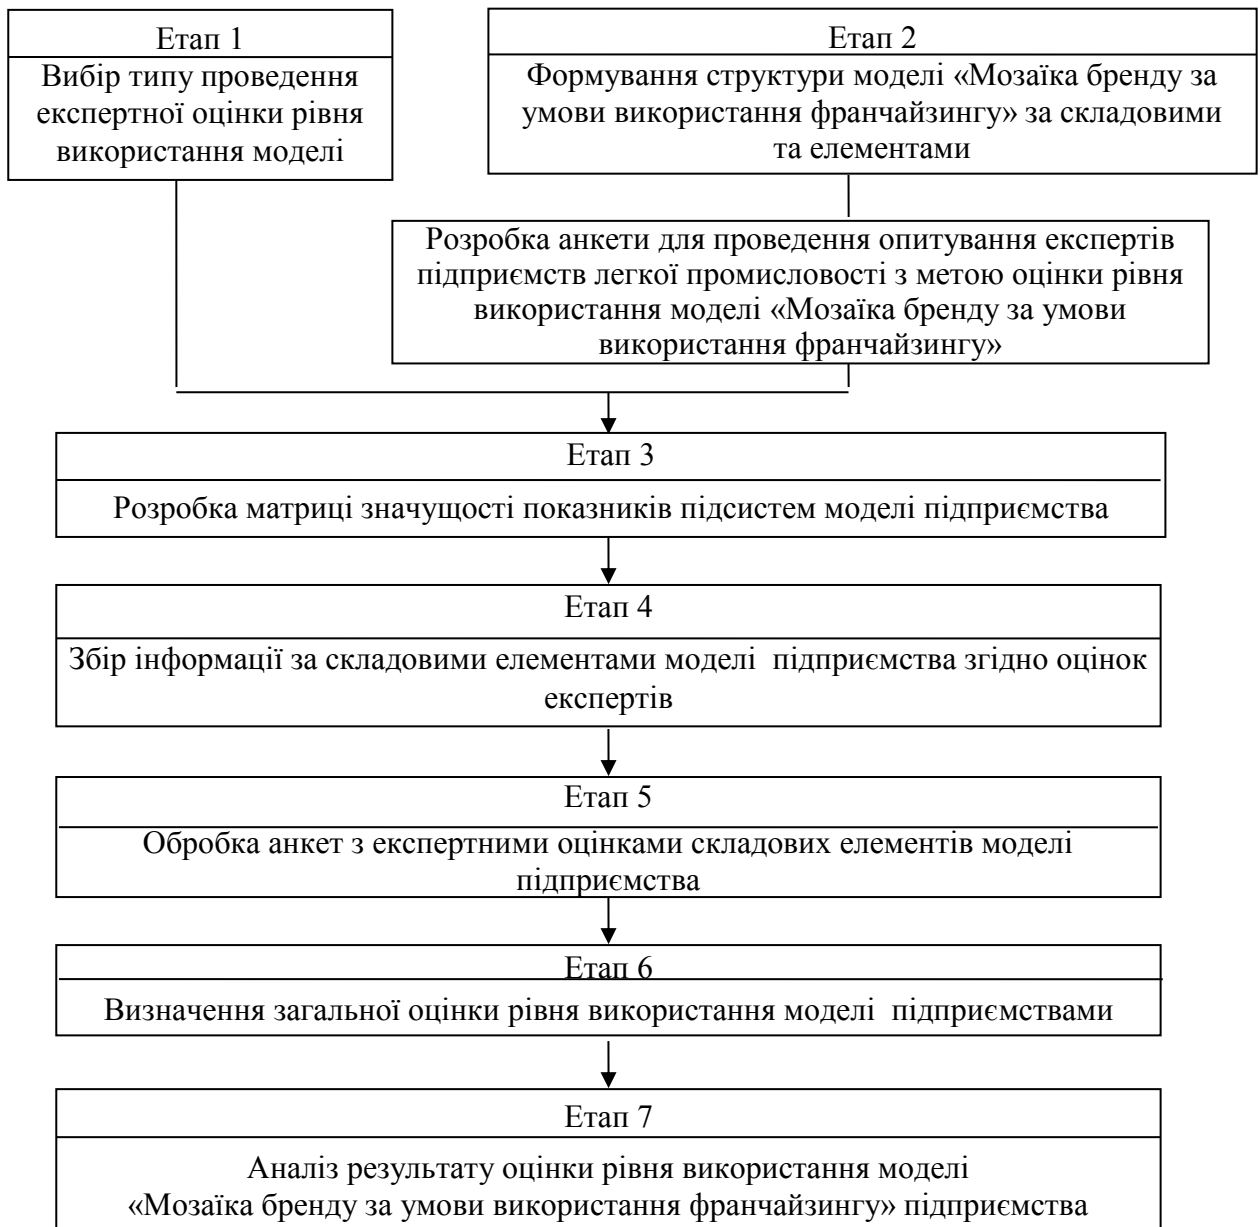 Етап 1
Вибір типу проведення
експертної оцінки рівня
використання моделі
Етап 2
Формування структури моделі «Мозаїка бренду за
умови використання франчайзингу» за складовими
та елементами
Розробка анкети для проведення опитування експертів
підприємств легкої промисловості з метою оцінки рівня
використання моделі «Мозаїка бренду за умови
використання франчайзингу»
Етап 3
Розробка матриці значущості показників підсистем моделі підприємства
Етап 4
Збір інформації за складовими елементами моделі підприємства згідно оцінок
експертів
Етап 5
Обробка анкет з експертними оцінками складових елементів моделі
підприємства
Етап 6
Визначення загальної оцінки рівня використання моделі підприємствами
Етап 7
Аналіз результату оцінки рівня використання моделі
«Мозаїка бренду за умови використання франчайзингу» підприємства